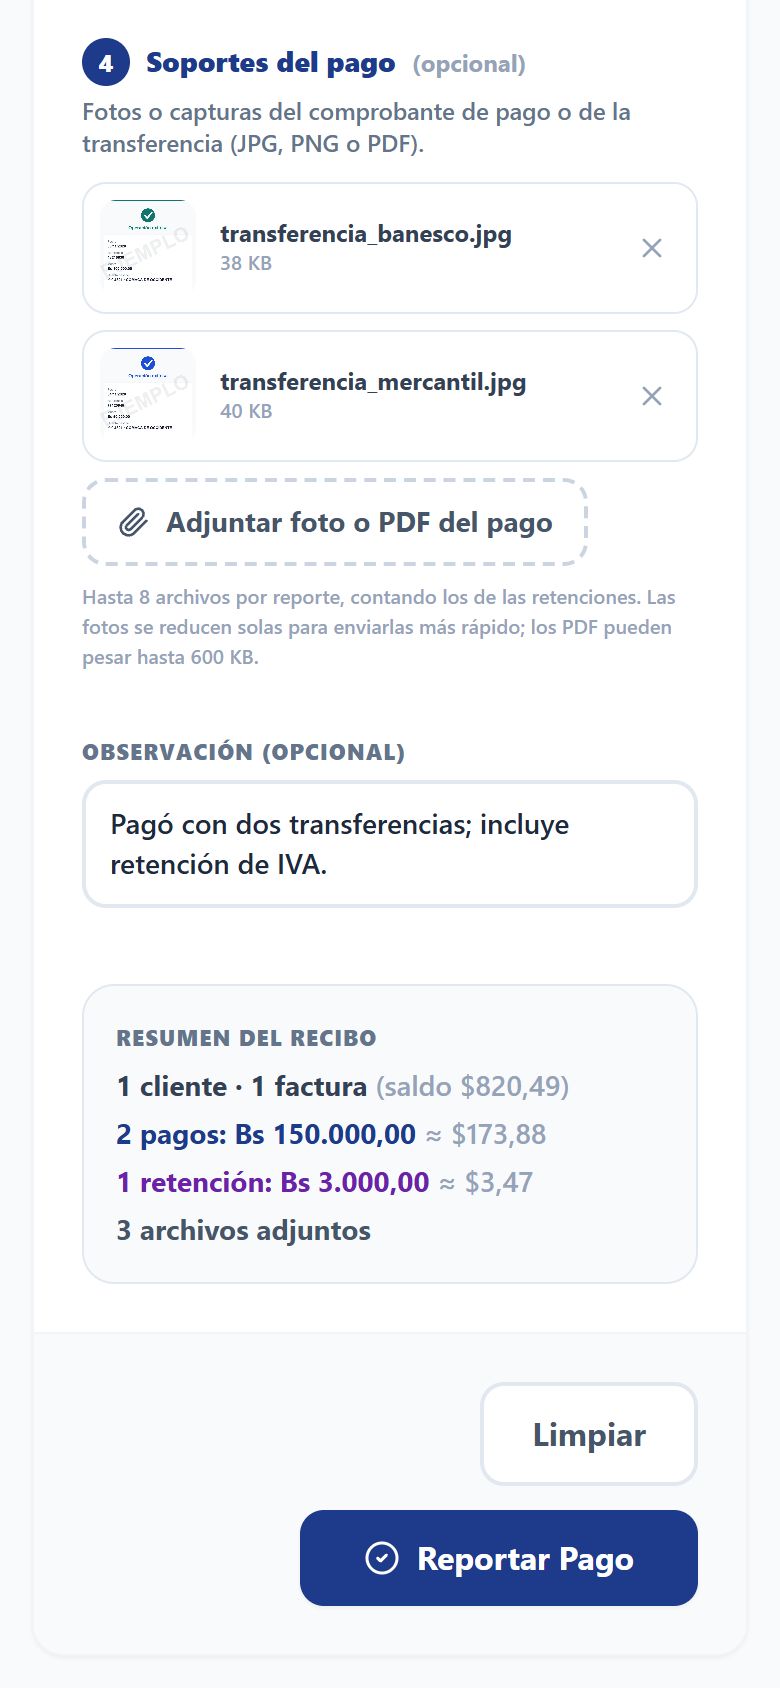 4 Soportes del pago (opcional)
Fotos o capturas del comprobante de pago o de la
transferencia (JPG, PNG o PDF).
EJEMPLO
transferencia_banesco.jpg
38 KB
EJEMPLO
transferencia_mercantil.jpg
40 KB
Adjuntar foto o PDF del pago
Hasta 8 archivos por reporte, contando los de las retenciones. Las
fotos se reducen solas para enviarlas más rápido; los PDF pueden
pesar hasta 600 KB.
OBSERVACIÓN (OPCIONAL)
Pagó con dos transferencias; incluye
retención de IVA.
RESUMEN DEL RECIBO
1 cliente · 1 factura (saldo $820,49)
2 pagos: Bs 150.000,00 ≈ $173,88
1 retención: Bs 3.000,00 ≈ $3,47
3 archivos adjuntos
Limpiar
Reportar Pago